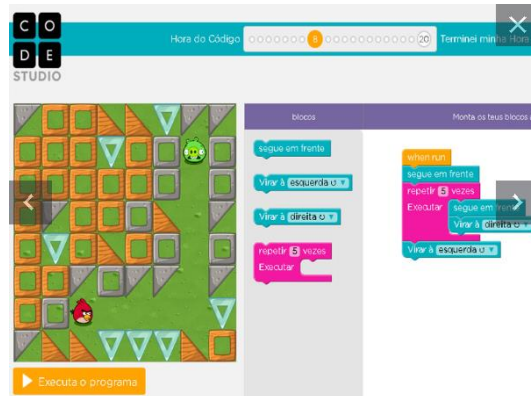 C O
D E
STUDIO
Hora do Código 8 20 Terminei minha Hora
blocos
Monta os teus blocos a
segue em frente
Virar à esquerda ↺ ▼
Virar à direita ↻ ▼
repetir 5 vezes
Executar
when run
segue em frente
repetir 5 vezes
Executar segue em frente
Virar à direita ↻
Virar à esquerda ↺ ▼
Executa o programa